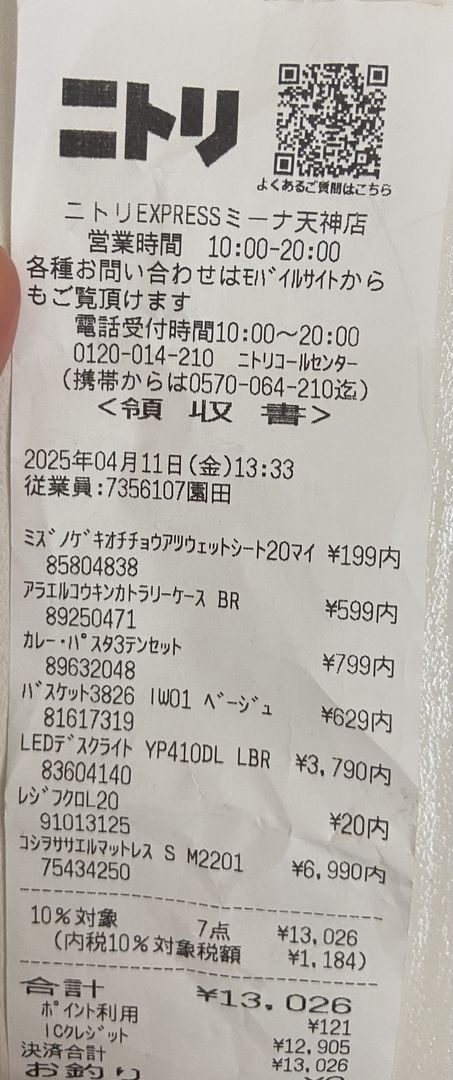 ニトリ
よくあるご質問はこちら
ニトリEXPRESSミーナ天神店
営業時間 10:00-20:00
各種お問い合わせはﾓﾊﾞｲﾙｻｲﾄから
もご覧頂けます
電話受付時間10:00〜20:00
0120-014-210 ﾆﾄﾘｺｰﾙｾﾝﾀｰ
(携帯からは0570-064-210迄)
<領 収 書>
2025年04月11日(金)13:33
従業員:7356107園田
ﾐｽﾞﾉｹﾞｷｵﾁﾁｮｳｱﾂｳｪｯﾄｼｰﾄ20ﾏｲ ¥199内
85804838
ｱﾗｴﾙｺｳｷﾝｶﾄﾗﾘｰｹｰｽ BR ¥599内
89250471
ｶﾚｰ･ﾊﾟｽﾀ3ﾃﾝｾｯﾄ ¥799内
89632048
ﾊﾞｽｹｯﾄ3826 IW01 ﾍﾞｰｼﾞｭ ¥629内
81617319
LEDﾃﾞｽｸﾗｲﾄ YP410DL LBR ¥3,790内
83604140
ﾚｼﾞﾌｸﾛL20 ¥20内
91013125
ｺｼｦｻｻｴﾙﾏｯﾄﾚｽ S M2201 ¥6,990内
75434250
10%対象 7点 ¥13,026
(内税10%対象税額 ¥1,184)
合計 ¥13,026
ﾎﾟｲﾝﾄ利用 ¥121
ICｸﾚｼﾞｯﾄ ¥12,905
決済合計 ¥13,026
お釣り ¥0